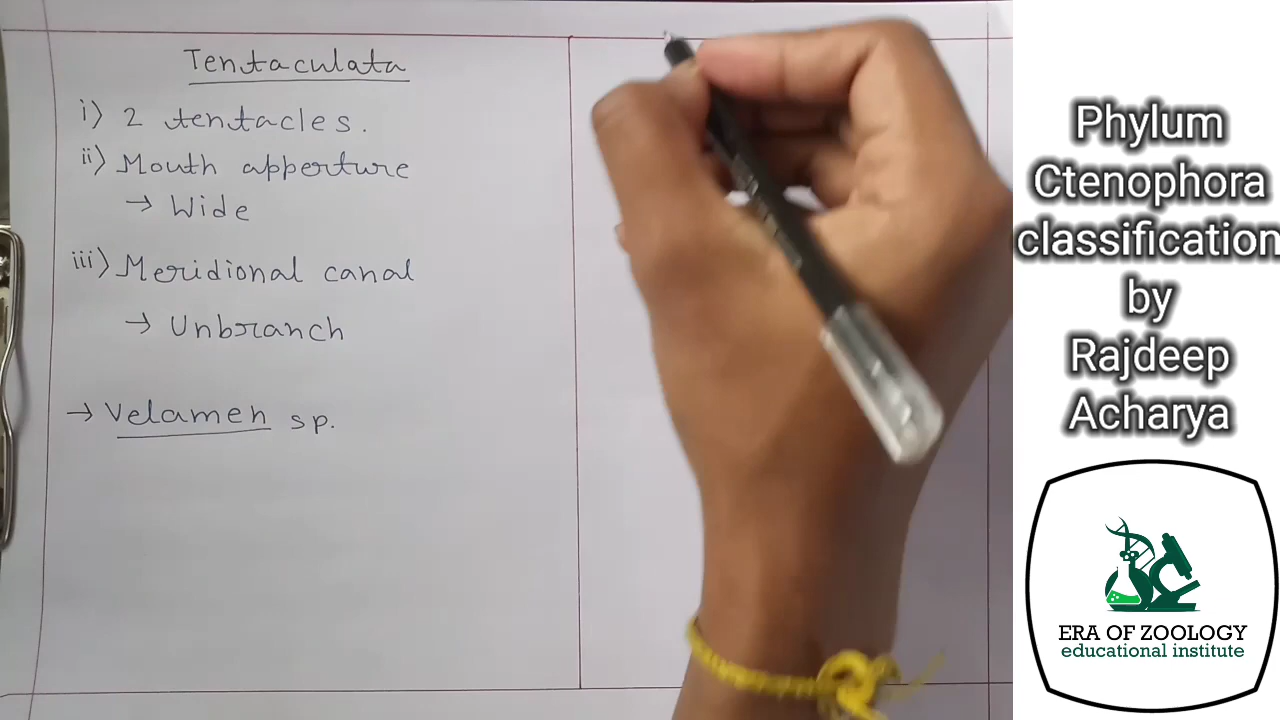 Tentaculata
i) 2 tentacles.
ii) Mouth apperture
→ Wide
iii) Meridional canal
→ Unbranch
→ Velamen sp.
Phylum
Ctenophora
classification
by
Rajdeep
Acharya
ERA OF ZOOLOGY
educational institute